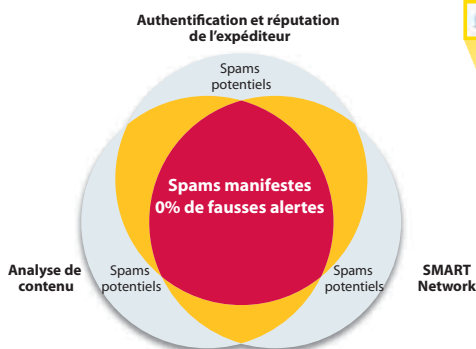 Authentification et réputation
de l'expéditeur
Spams
potentiels
Spams manifestes
0% de fausses alertes
Analyse de
contenu
Spams
potentiels
Spams
potentiels
SMART
Network